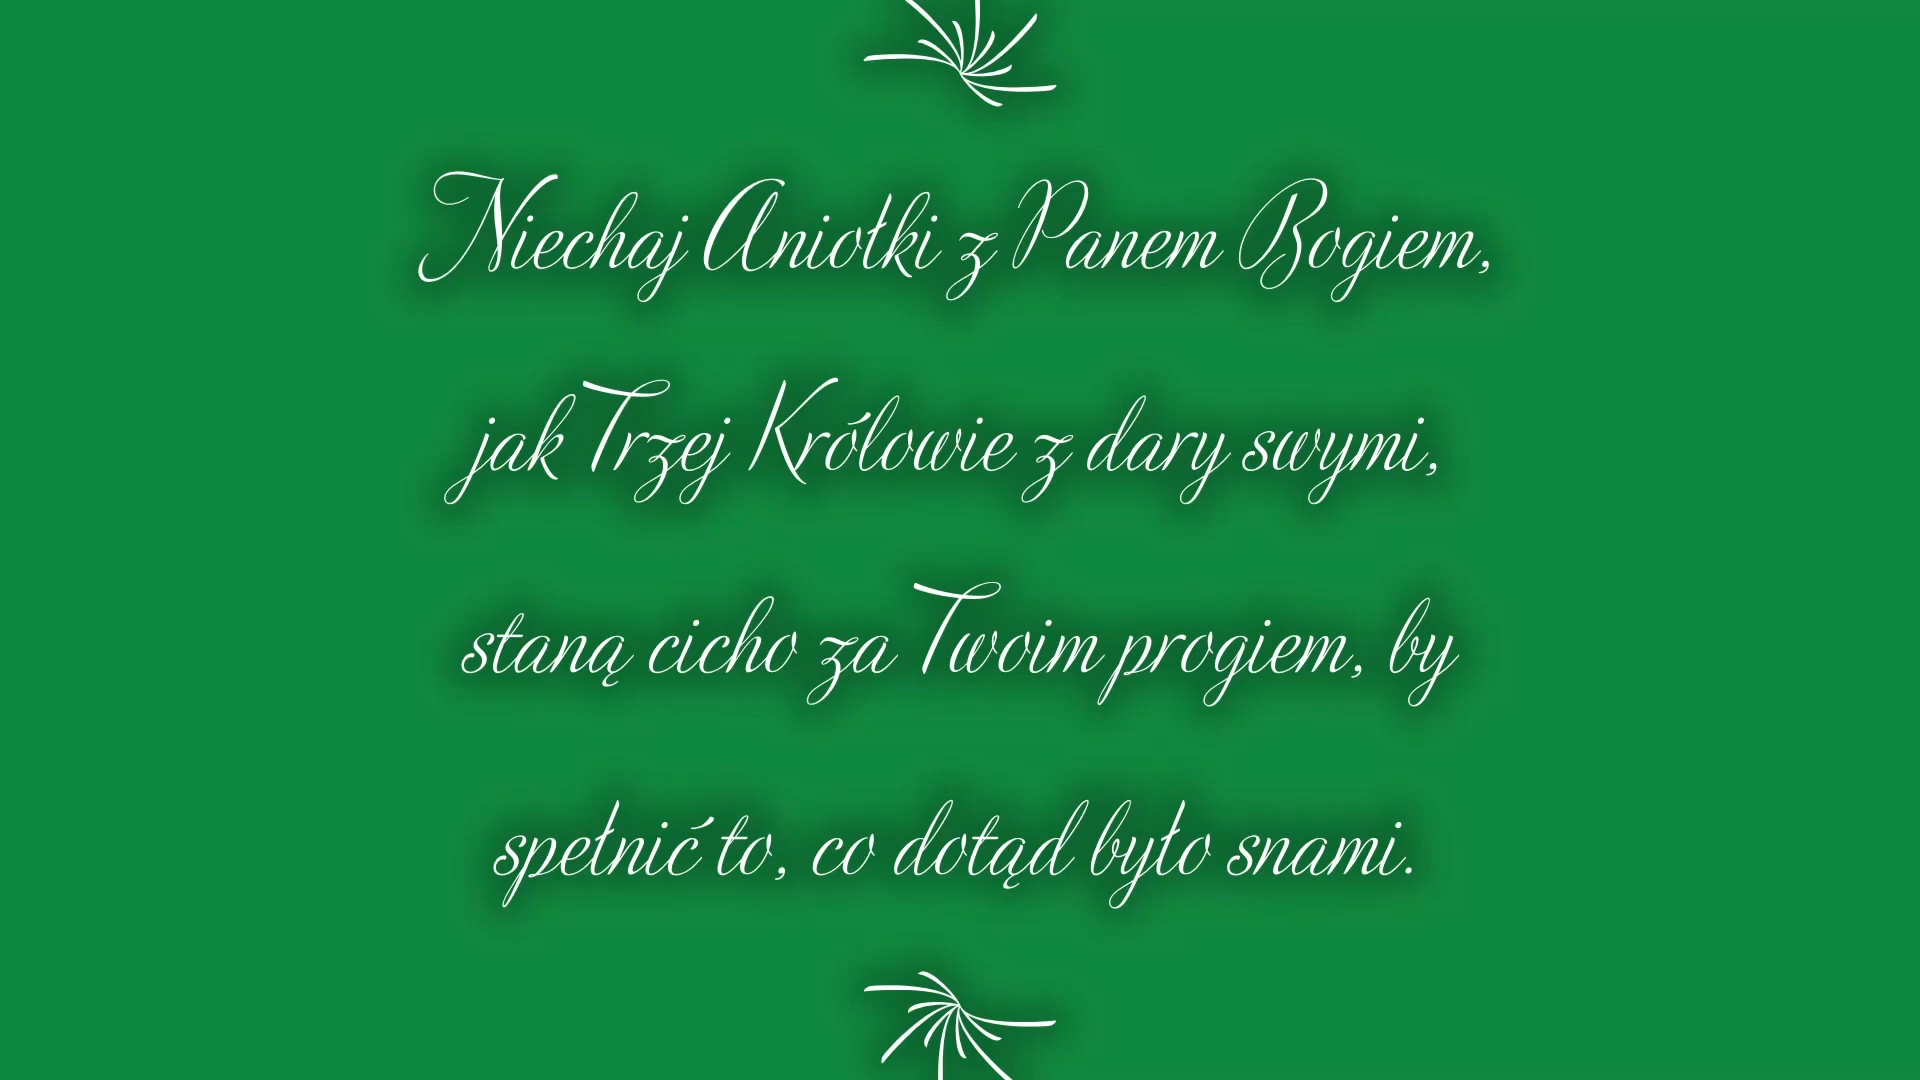 Niechaj Aniołki z Panem Bogiem,
jak Trzej Królowie z dary swymi,
staną cicho za Twoim progiem, by
spełnić to, co dotąd było snami.